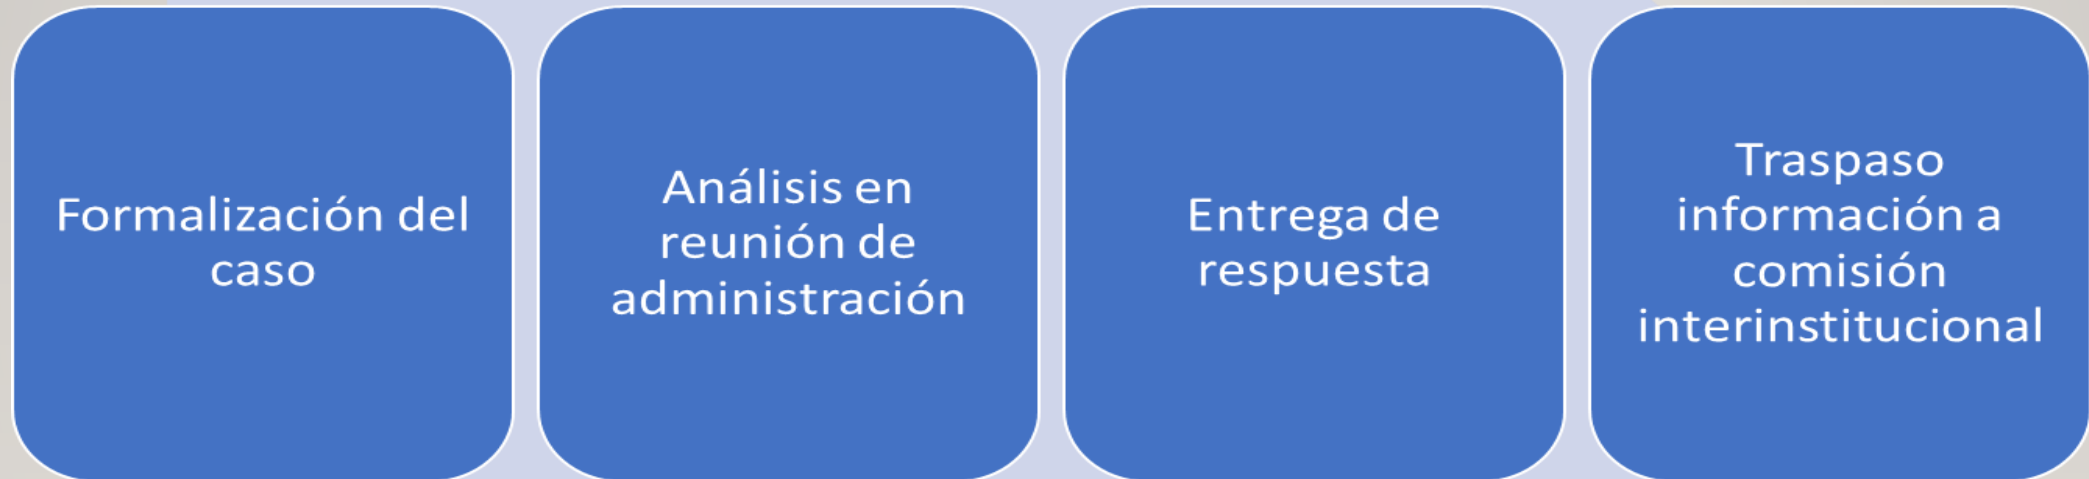 Formalización del
caso
Análisis en
reunión de
administración
Entrega de
respuesta
Traspaso
información a
comisión
interinstitucional